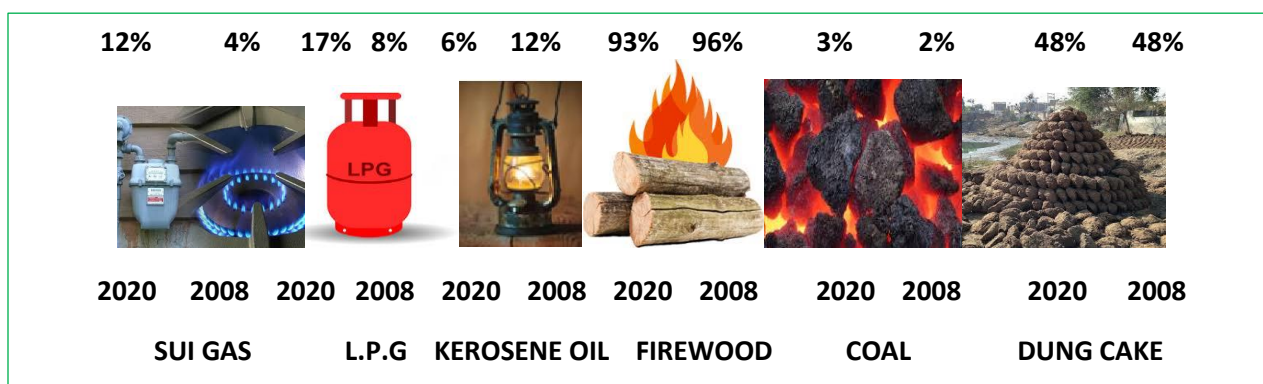 12% 4% 17% 8% 6% 12% 93% 96% 3% 2% 48% 48%
LPG
2020 2008 2020 2008 2020 2008 2020 2008 2020 2008 2020 2008
SUI GAS L.P.G KEROSENE OIL FIREWOOD COAL DUNG CAKE